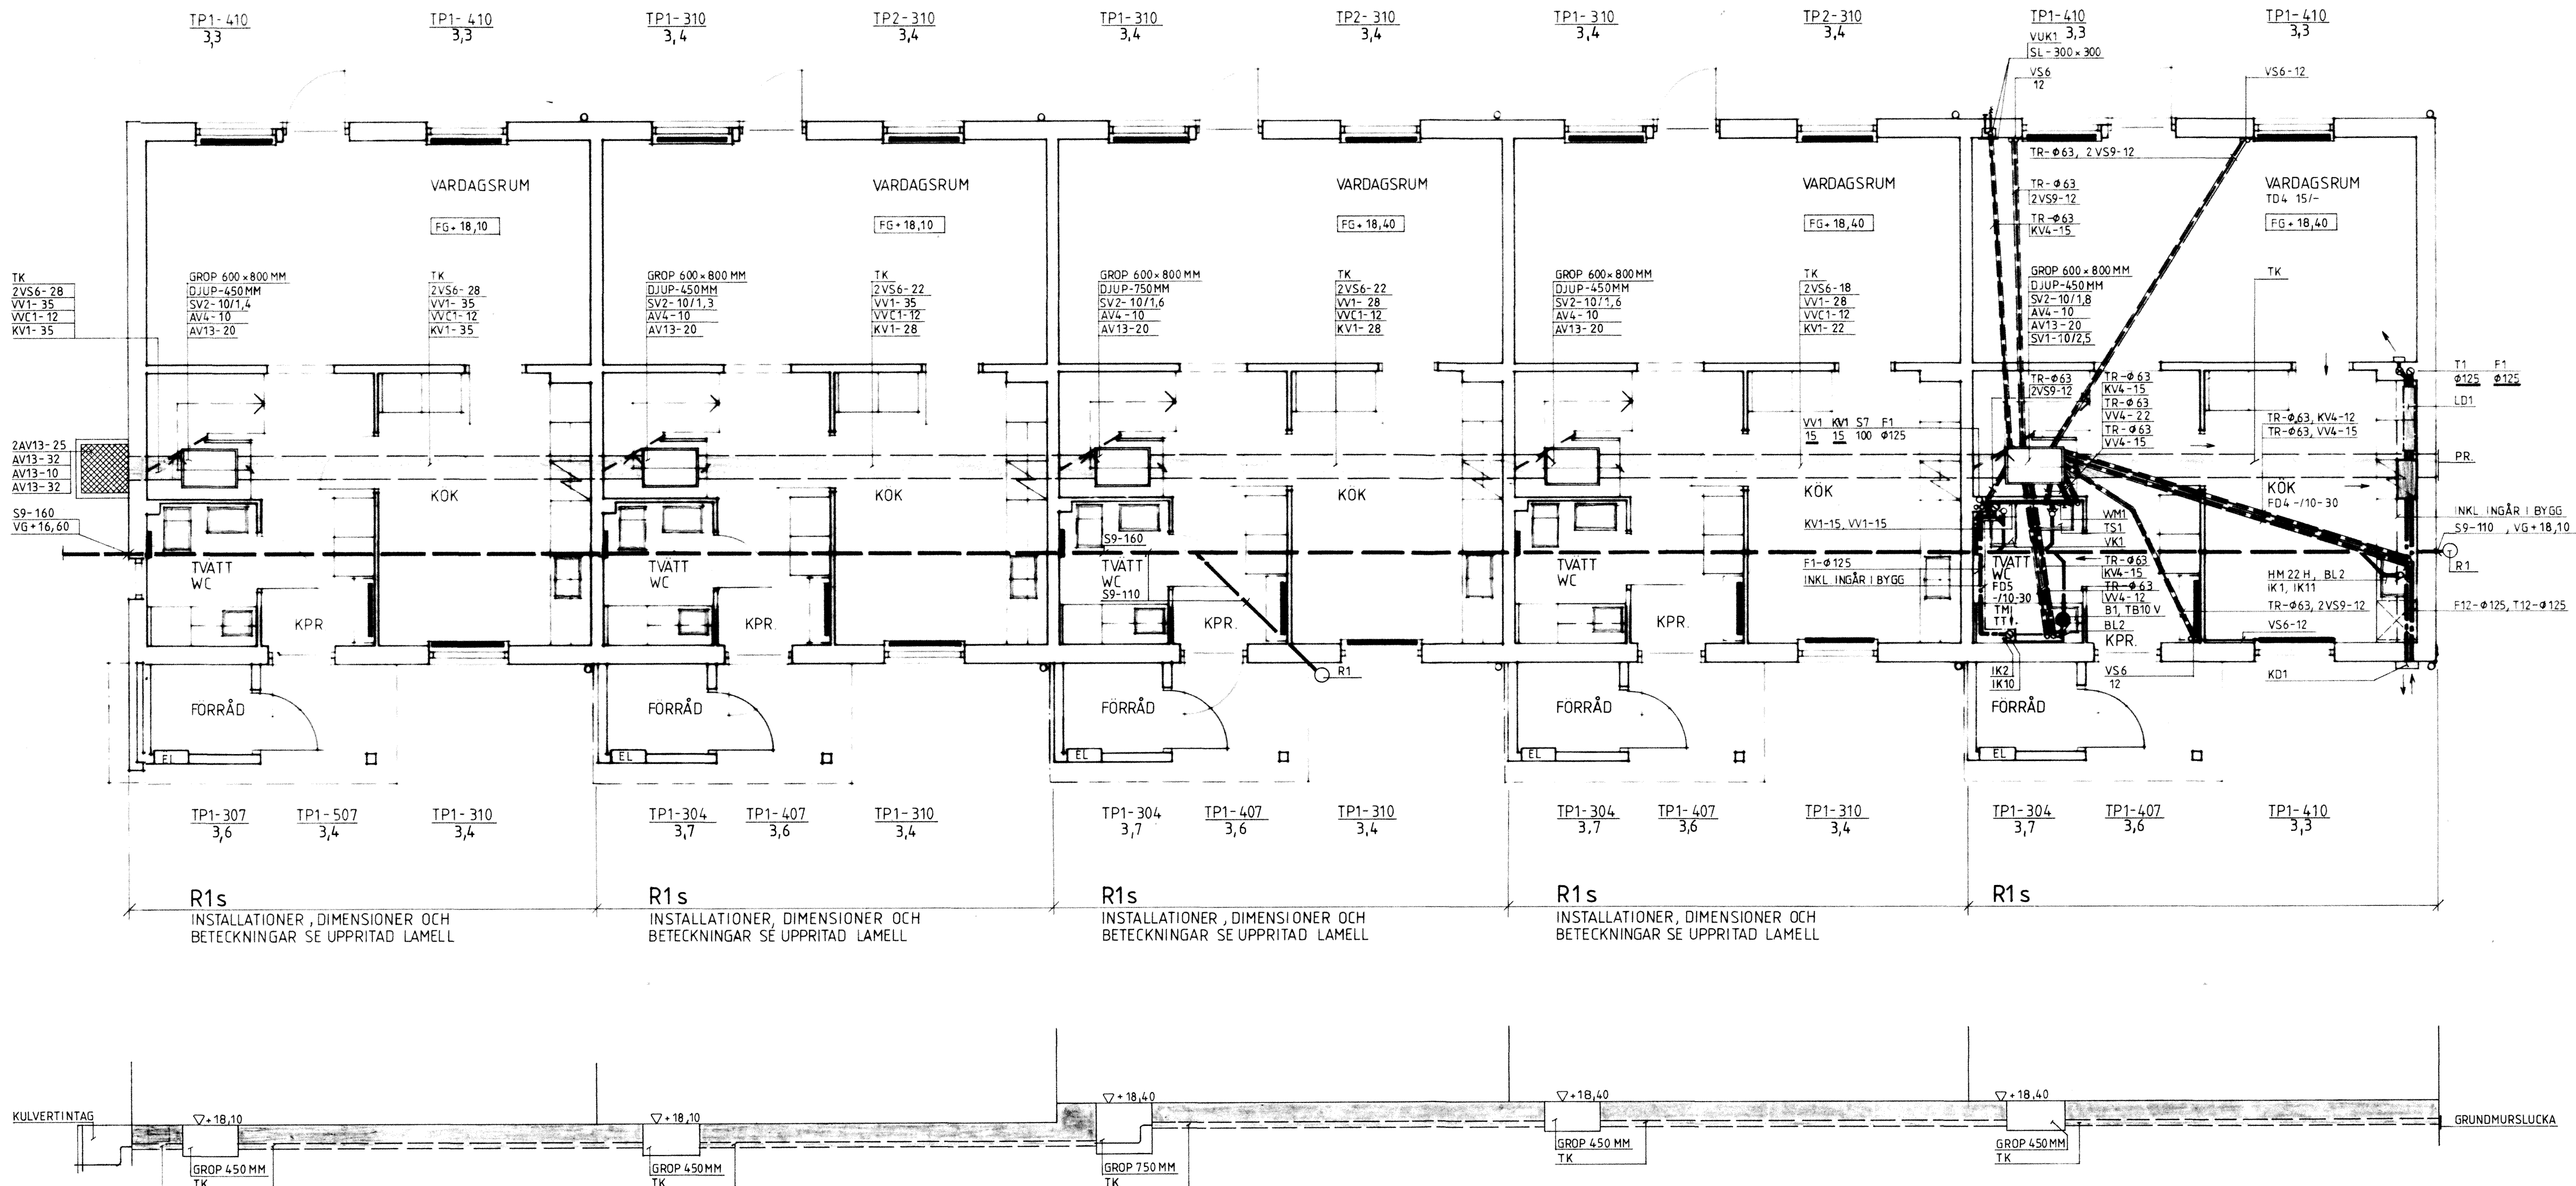 TP1-410
3,3
TP1-410
3,3
TP1-310
3,4
TP2-310
3,4
TP1-310
3,4
TP2-310
3,4
TP1-310
3,4
TP2-310
3,4
TP1-410
3,3
TP1-410
3,3
VUK1
SL-300×300
VS6
12
VS6-12
TR-Φ63, 2VS9-12
VARDAGSRUM
FG+18,10
VARDAGSRUM
FG+18,10
VARDAGSRUM
FG+18,40
VARDAGSRUM
FG+18,40
TR-Φ63
2VS9-12
TR-Φ63
KV4-15
VARDAGSRUM
TD4 15/-
FG+18,40
TK
2VS6-28
VV1-35
VVC1-12
KV1-35
GROP 600×800 MM
DJUP-450MM
SV2-10/1,4
AV4-10
AV13-20
TK
2VS6-28
VV1-35
VVC1-12
KV1-35
GROP 600×800 MM
DJUP-450MM
SV2-10/1,3
AV4-10
AV13-20
TK
2VS6-22
VV1-35
VVC1-12
KV1-28
GROP 600×800 MM
DJUP-750MM
SV2-10/1,6
AV4-10
AV13-20
TK
2VS6-22
VV1-28
VVC1-12
KV1-28
GROP 600×800 MM
DJUP-450MM
SV2-10/1,6
AV4-10
AV13-20
TK
2VS6-18
VV1-28
VVC1-12
KV1-22
GROP 600×800 MM
DJUP-450MM
SV2-10/1,8
AV4-10
AV13-20
SV1-10/2,5
TK
TR-Φ63
2VS9-12
TR-Φ63
KV4-15
TR-Φ63
VV4-22
TR-Φ63
VV4-15
T1 F1
Φ125 Φ125
LD1
TR-Φ63, KV4-12
TR-Φ63, VV4-15
VV1 KV1 S7 F1
15 15 100 Φ125
PR.
2AV13-25
AV13-32
AV13-10
AV13-32
S9-160
VG+16,60
KÖK
KÖK
KÖK
KÖK
KÖK
FD4-/10-30
KV1-15, VV1-15
WM1
TS1
VK1
INKL. INGÅR I BYGG
S9-110, VG+18,10
R1
TVÄTT
WC
KPR.
TVÄTT
WC
KPR.
S9-160
TVÄTT
WC
S9-110
KPR.
R1
TVÄTT
WC
KPR.
F1-Φ125
INKL. INGÅR I BYGG
TVÄTT
WC
FD5
-/10-30
TM1
TT
TR-Φ63
KV4-15
TR-Φ63
VV4-12
B1, TB10 V
BL2
KPR.
HM 22 H, BL2
IK1, IK11
TR-Φ63, 2VS9-12
VS6-12
F12-Φ125, T12-Φ125
IK2
IK10
VS6
12
KD1
FÖRRÅD
EL
FÖRRÅD
EL
FÖRRÅD
EL
FÖRRÅD
EL
FÖRRÅD
EL
TP1-307
3,6
TP1-507
3,4
TP1-310
3,4
TP1-304
3,7
TP1-407
3,6
TP1-310
3,4
TP1-304
3,7
TP1-407
3,6
TP1-310
3,4
TP1-304
3,7
TP1-407
3,6
TP1-310
3,4
TP1-304
3,7
TP1-407
3,6
TP1-410
3,3
R1s
INSTALLATIONER, DIMENSIONER OCH
BETECKNINGAR SE UPPRITAD LAMELL
R1s
INSTALLATIONER, DIMENSIONER OCH
BETECKNINGAR SE UPPRITAD LAMELL
R1s
INSTALLATIONER, DIMENSIONER OCH
BETECKNINGAR SE UPPRITAD LAMELL
R1s
INSTALLATIONER, DIMENSIONER OCH
BETECKNINGAR SE UPPRITAD LAMELL
R1s
KULVERTINTAG
+18,10
GROP 450 MM
TK
+18,10
GROP 450 MM
TK
+18,40
GROP 750 MM
TK
+18,40
GROP 450 MM
TK
+18,40
GROP 450 MM
TK
GRUNDMURSLUCKA